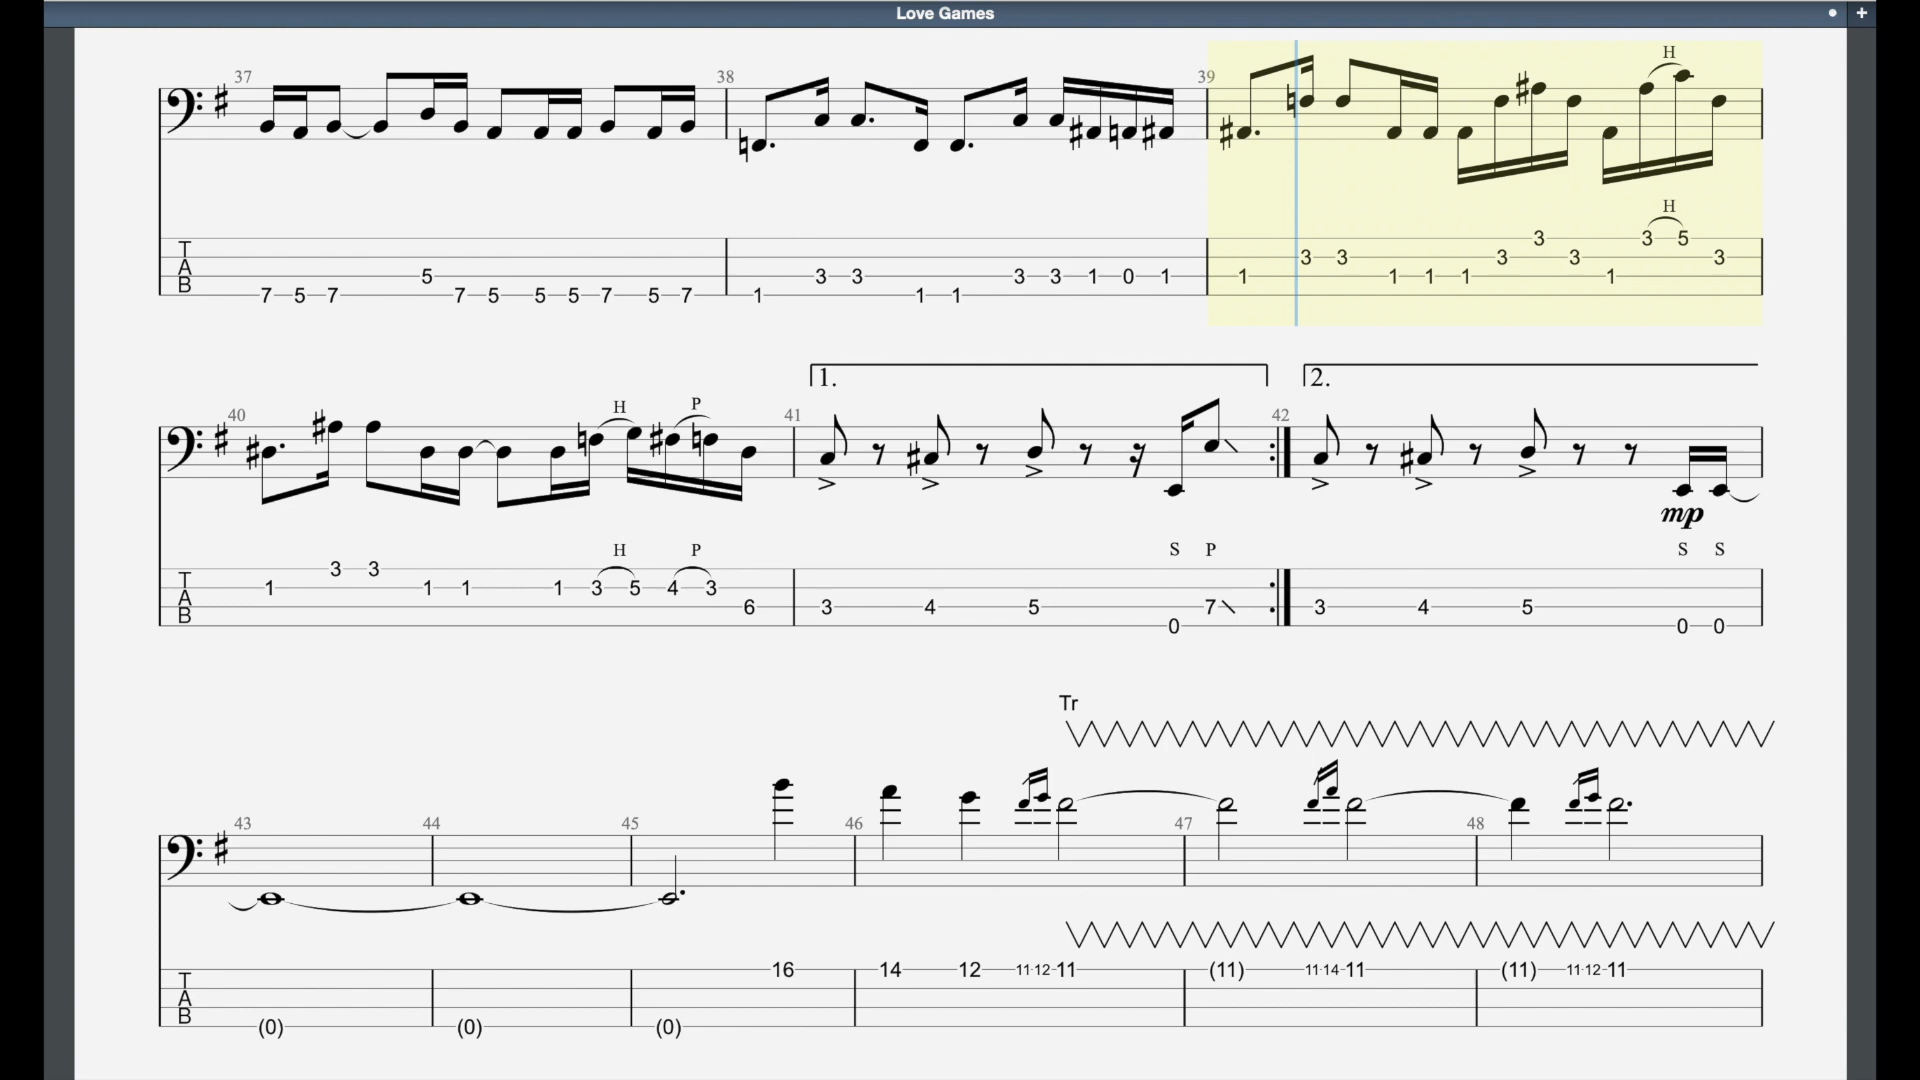 Love Games
37 38 39 H
H
T A B 7 5 7 5 7 5 5 5 7 5 7 1 3 3 1 1 3 3 1 0 1 1 3 3 1 1 1 3 3 3 1 3 5 3
1. 2.
40 H P 41 42
mp
H P S P S S
T A B 1 3 3 1 1 1 3 5 4 3 6 3 4 5 0 7 3 4 5 0 0
Tr
43 44 45 46 47 48
T A B (0) (0) (0) 16 14 12 11 12 11 (11) 11 14 11 (11) 11 12 11